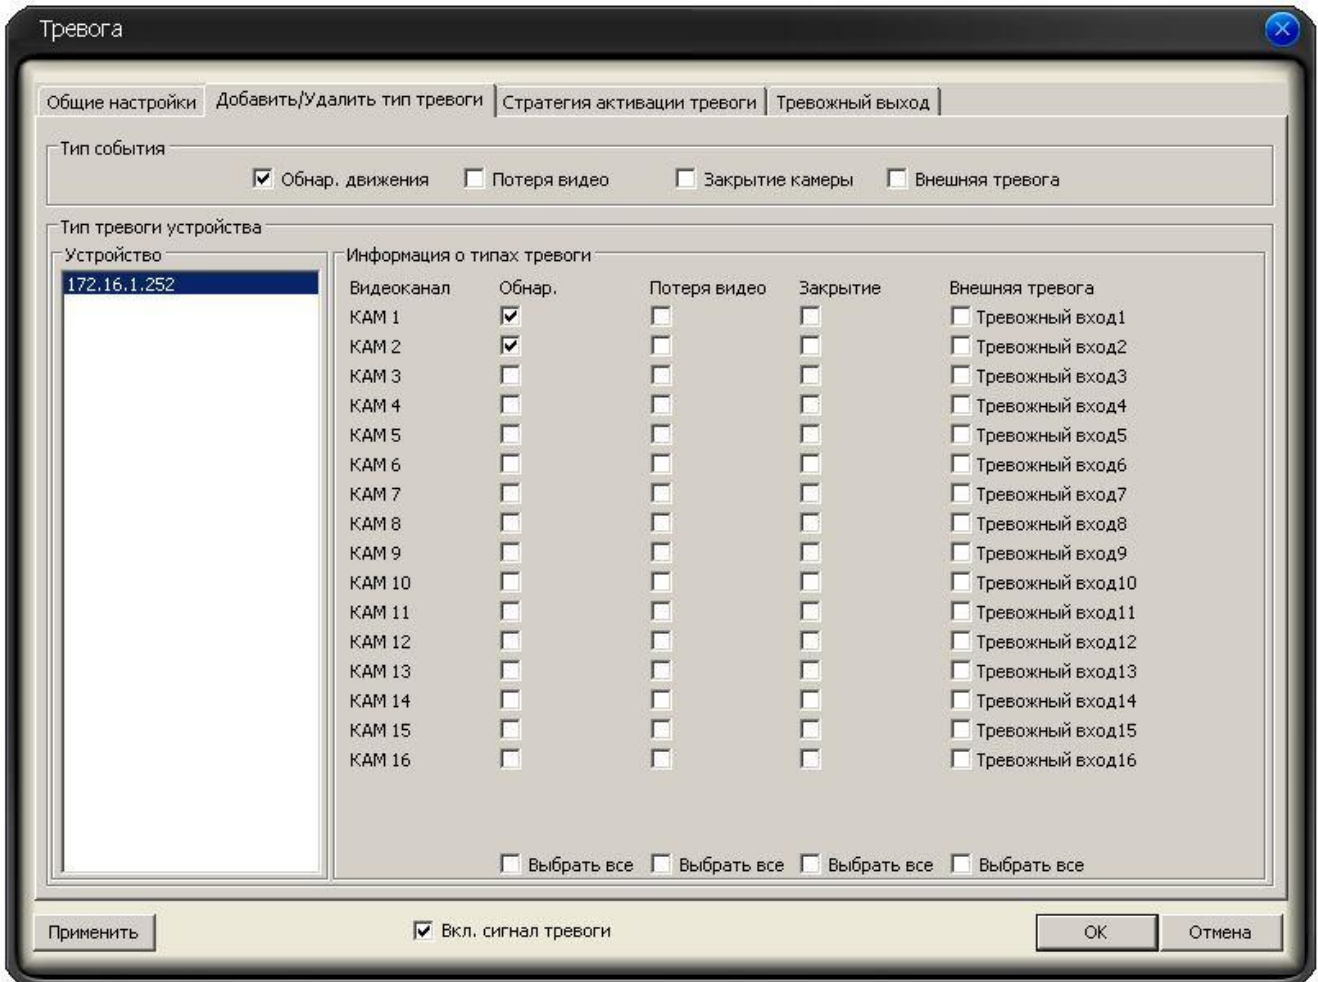 Тревога
Общие настройки Добавить/Удалить тип тревоги Стратегия активации тревоги Тревожный выход
Тип события
Обнар. движения Потеря видео Закрытие камеры Внешняя тревога
Тип тревоги устройства
Устройство
172.16.1.252
Информация о типах тревоги
Видеоканал Обнар. Потеря видео Закрытие Внешняя тревога
КАМ 1 Тревожный вход1
КАМ 2 Тревожный вход2
КАМ 3 Тревожный вход3
КАМ 4 Тревожный вход4
КАМ 5 Тревожный вход5
КАМ 6 Тревожный вход6
КАМ 7 Тревожный вход7
КАМ 8 Тревожный вход8
КАМ 9 Тревожный вход9
КАМ 10 Тревожный вход10
КАМ 11 Тревожный вход11
КАМ 12 Тревожный вход12
КАМ 13 Тревожный вход13
КАМ 14 Тревожный вход14
КАМ 15 Тревожный вход15
КАМ 16 Тревожный вход16
Выбрать все Выбрать все Выбрать все Выбрать все
Применить Вкл. сигнал тревоги ОК Отмена